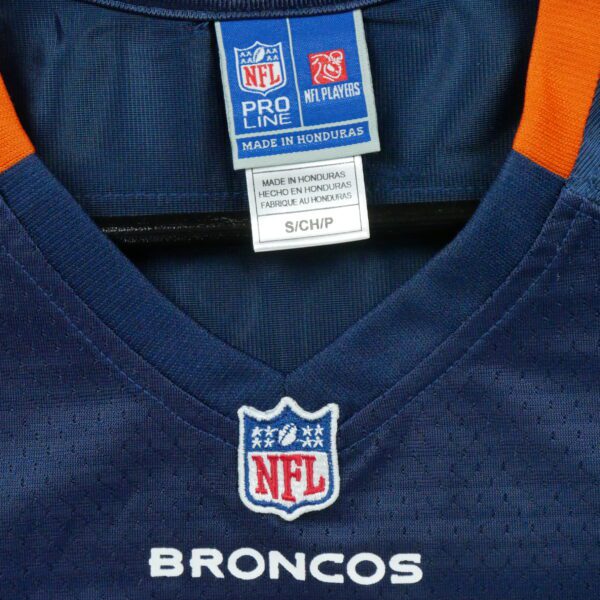 NFL
PRO
LINE
NFL PLAYERS
MADE IN HONDURAS
MADE IN HONDURAS
HECHO EN HONDURAS
FABRIQUE AU HONDURAS
S/CH/P
NFL
BRONCOS